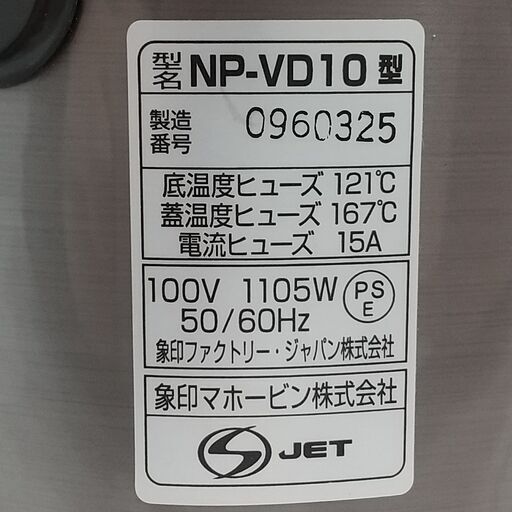 型名 NP-VD10 型
製造番号 0960325
底温度ヒューズ 121℃
蓋温度ヒューズ 167℃
電流ヒューズ 15A
100V 1105W PSE
50/60Hz
象印ファクトリー・ジャパン株式会社
象印マホービン株式会社
S JET